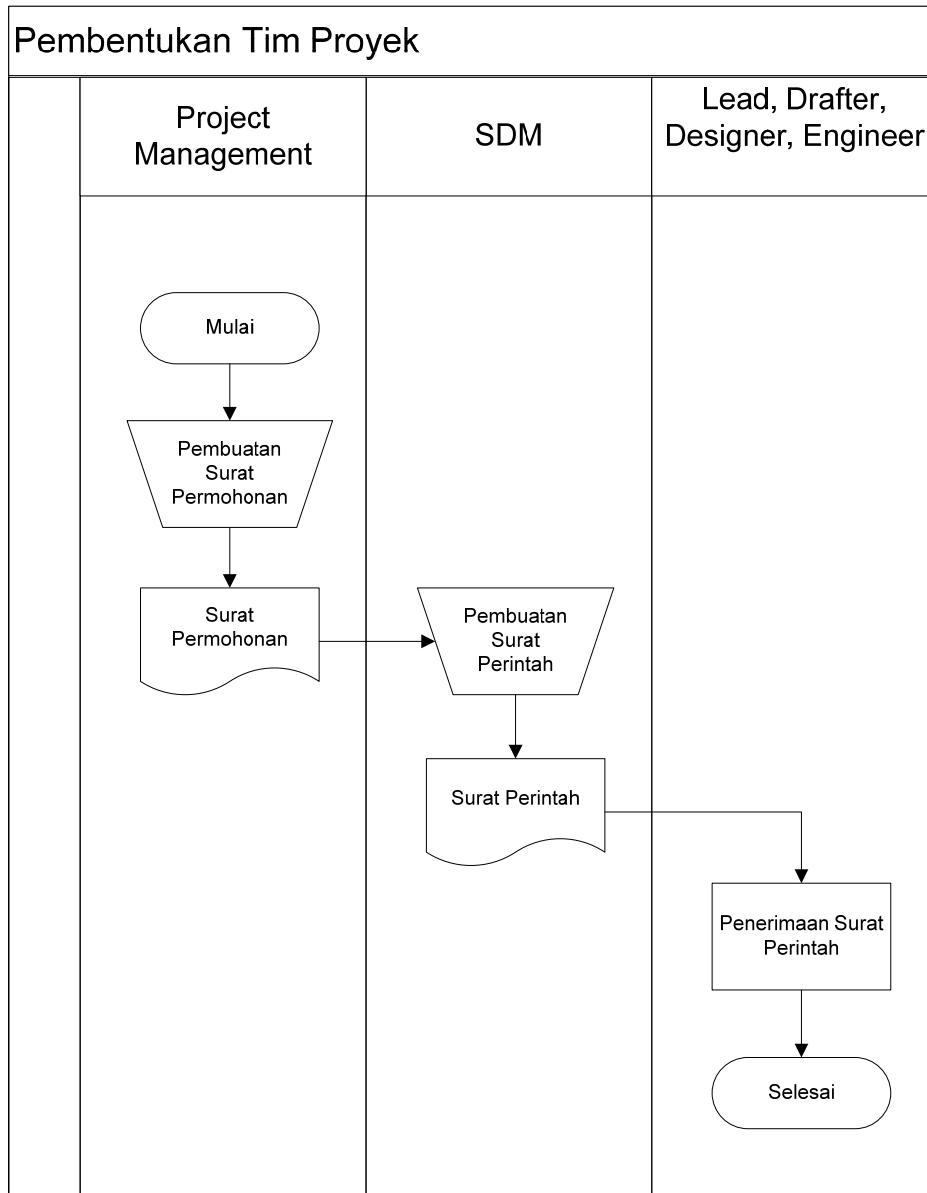 Pembentukan Tim Proyek
Project
Management
SDM
Lead, Drafter,
Designer, Engineer
Mulai
Pembuatan
Surat
Permohonan
Surat
Permohonan
Pembuatan
Surat
Perintah
Surat Perintah
Penerimaan Surat
Perintah
Selesai